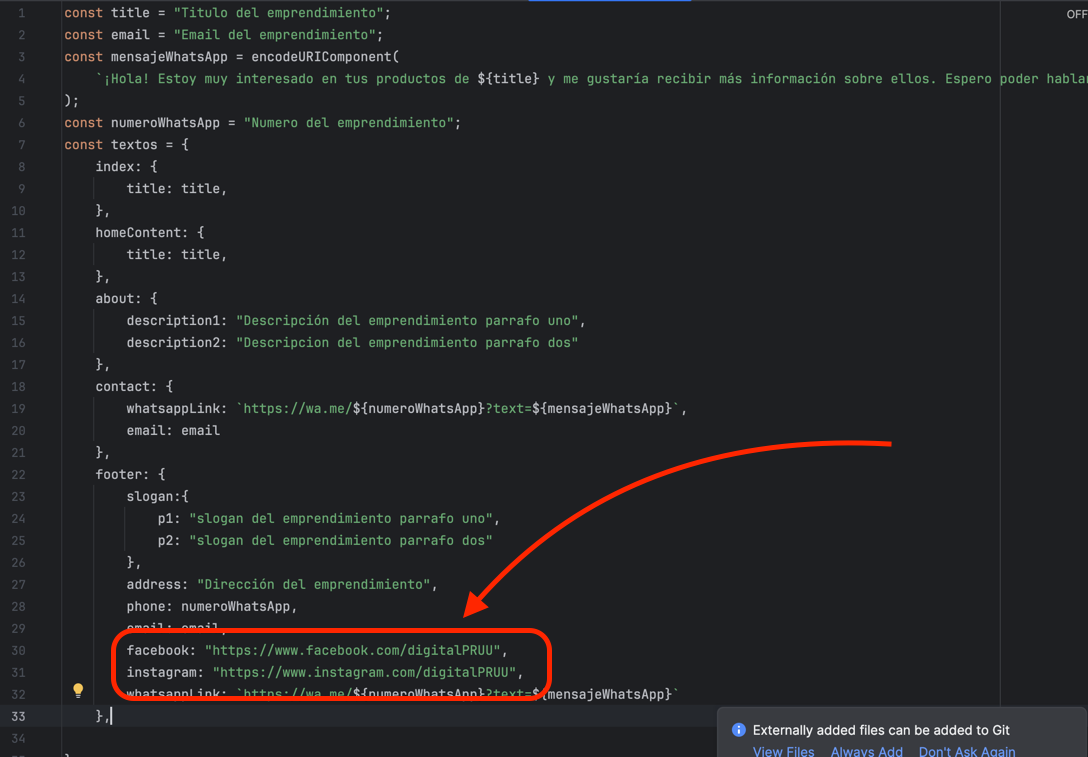 OFF
1 const title = "Titulo del emprendimiento";
2 const email = "Email del emprendimiento";
3 const mensajeWhatsApp = encodeURIComponent(
4 `¡Hola! Estoy muy interesado en tus productos de ${title} y me gustaría recibir más información sobre ellos. Espero poder hablar
5 );
6 const numeroWhatsApp = "Numero del emprendimiento";
7 const textos = {
8 index: {
9 title: title,
10 },
11 homeContent: {
12 title: title,
13 },
14 about: {
15 description1: "Descripción del emprendimiento parrafo uno",
16 description2: "Descripcion del emprendimiento parrafo dos"
17 },
18 contact: {
19 whatsappLink: `https://wa.me/${numeroWhatsApp}?text=${mensajeWhatsApp}`,
20 email: email
21 },
22 footer: {
23 slogan:{
24 p1: "slogan del emprendimiento parrafo uno",
25 p2: "slogan del emprendimiento parrafo dos"
26 },
27 address: "Dirección del emprendimiento",
28 phone: numeroWhatsApp,
29 email: email,
30 facebook: "https://www.facebook.com/digitalPRUU",
31 instagram: "https://www.instagram.com/digitalPRUU",
32 whatsappLink: `https://wa.me/${numeroWhatsApp}?text=${mensajeWhatsApp}`
33 },
34
Externally added files can be added to Git
View Files Always Add Don't Ask Again